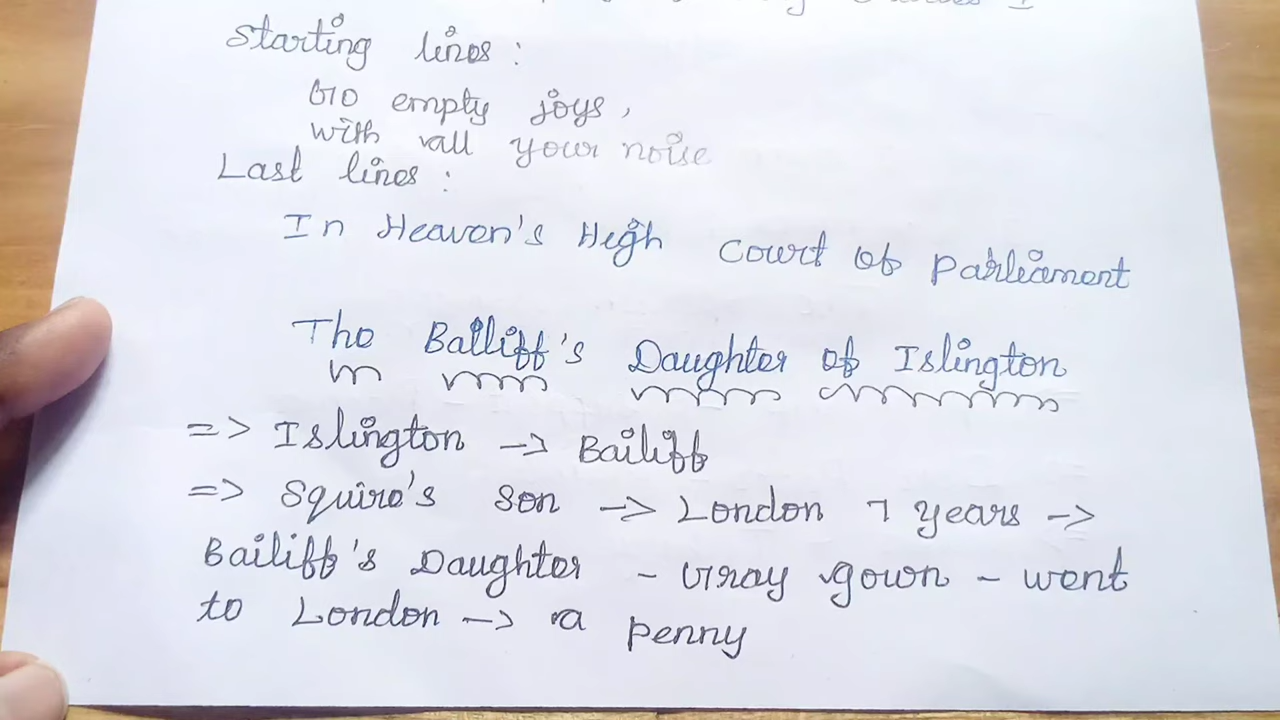 Starting lines :
Go empty joys ,
with all your noise
Last lines :
In Heaven's High Court of Parliament
The Bailiff's Daughter of Islington
=> Islington -> Bailiff
=> Squire's son -> London 7 years ->
Bailiff's Daughter - Gray gown - went
to London -> a penny